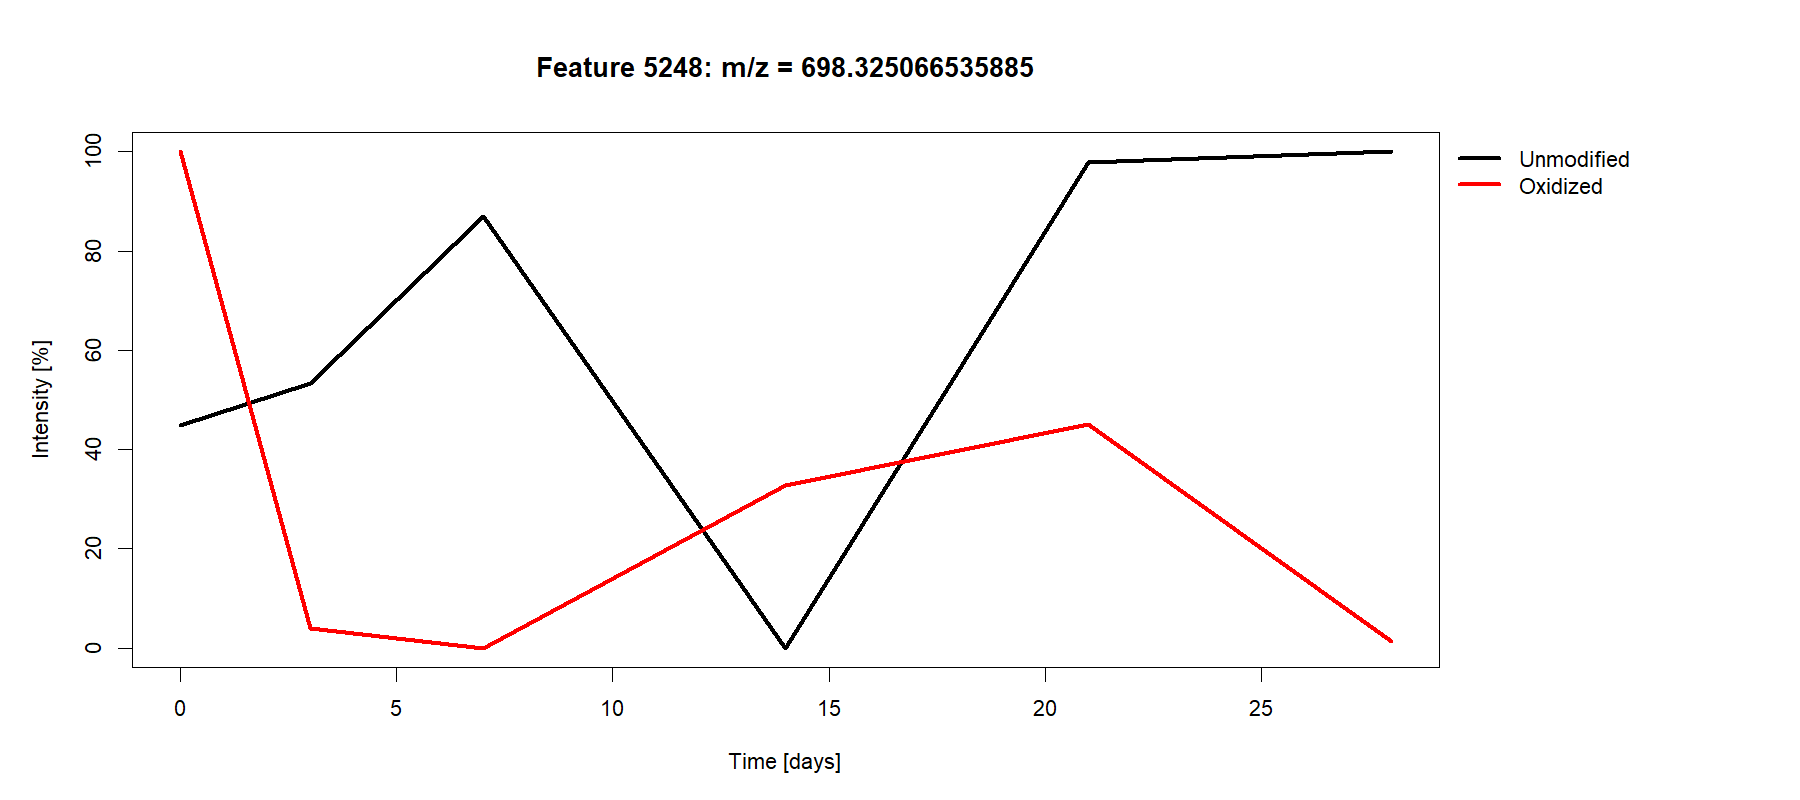 Feature 5248: m/z = 698.325066535885
Unmodified
Oxidized
Intensity [%]
100
80
60
40
20
0
0 5 10 15 20 25
Time [days]